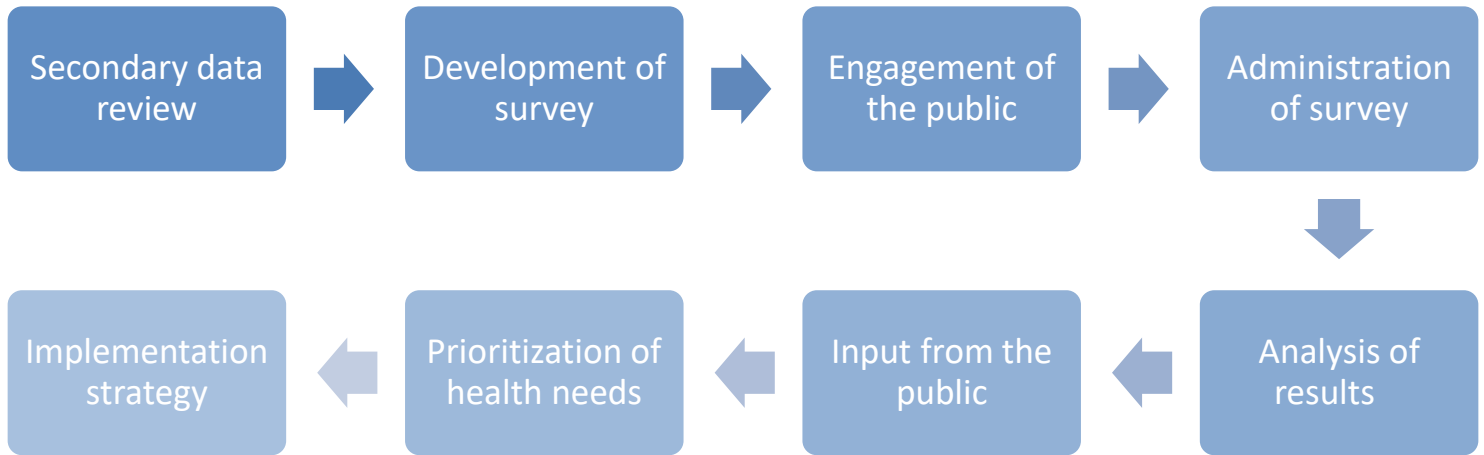 Secondary data
review
Development of
survey
Engagement of
the public
Administration
of survey
Analysis of
results
Input from the
public
Prioritization of
health needs
Implementation
strategy